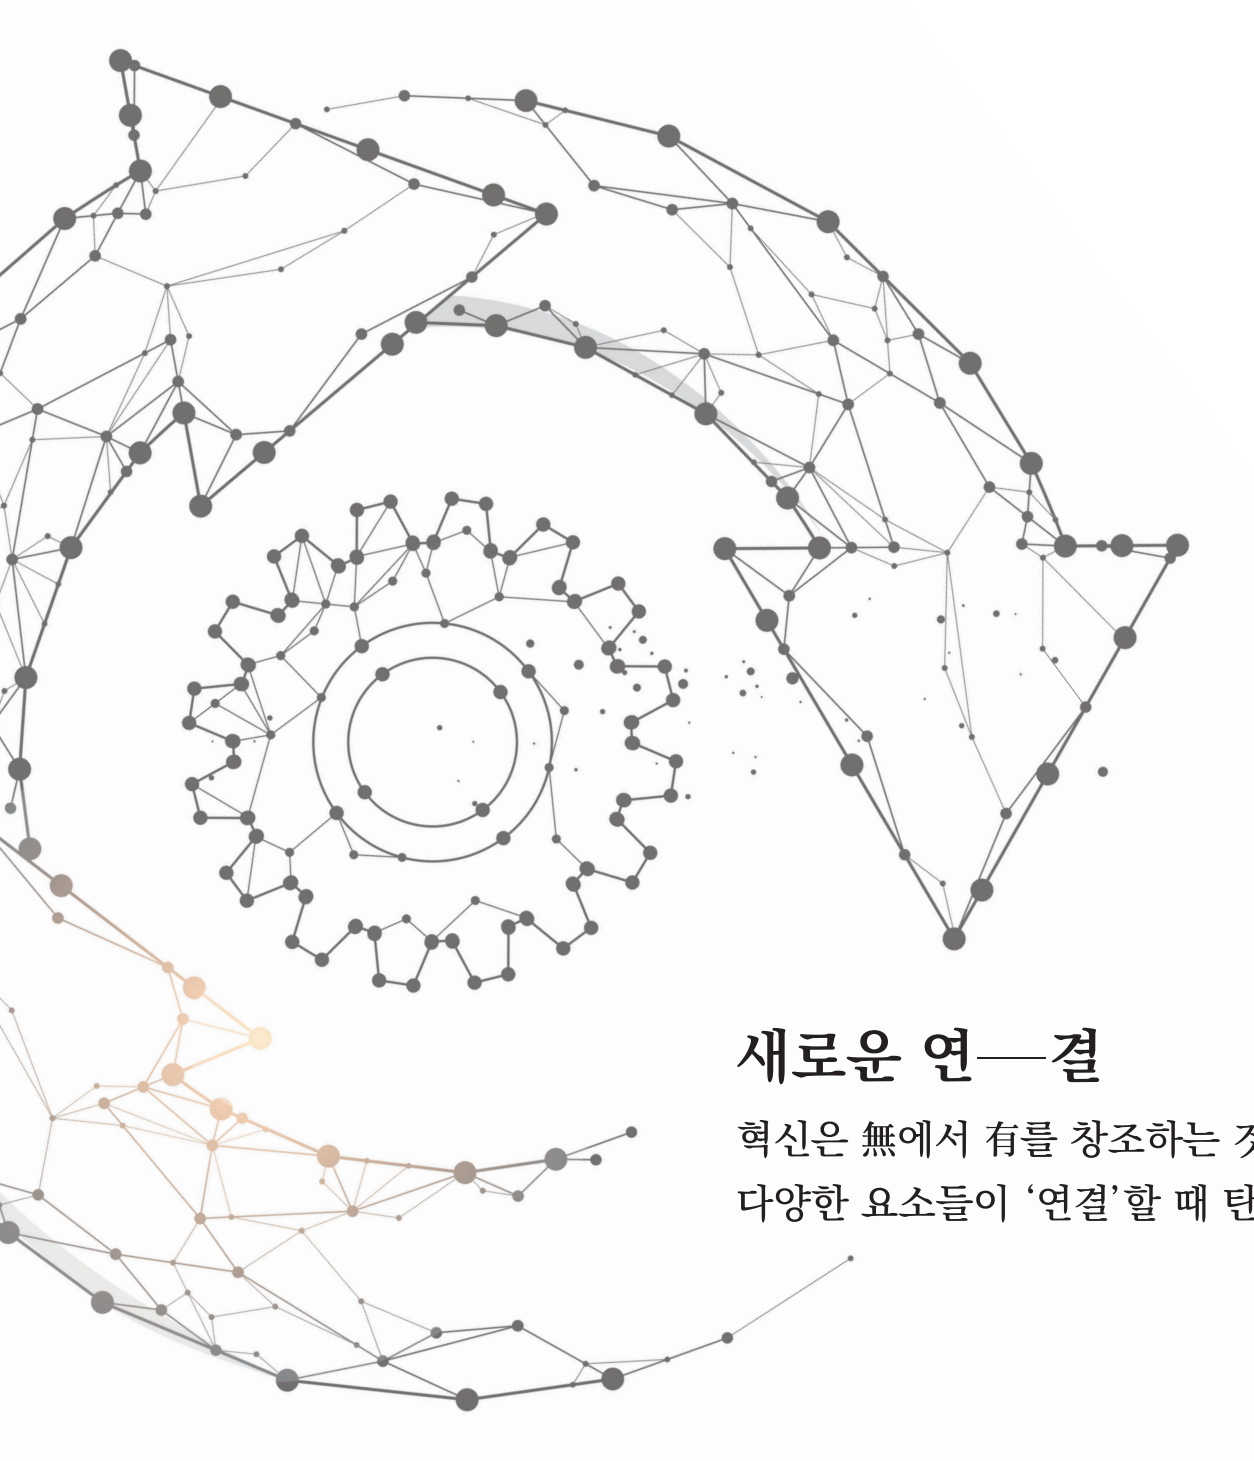 새로운 연──결
혁신은 無에서 有를 창조하는
다양한 요소들이 ‘연결’할 때